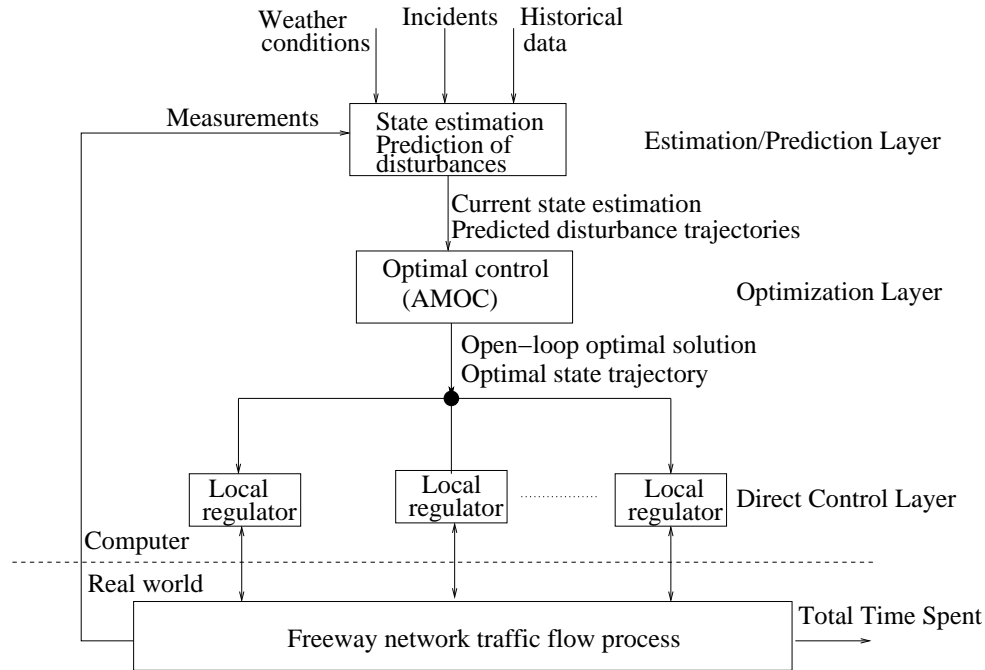 Weather
conditions
Incidents
Historical
data
Measurements
State estimation
Prediction of
disturbances
Estimation/Prediction Layer
Current state estimation
Predicted disturbance trajectories
Optimal control
(AMOC)
Optimization Layer
Open−loop optimal solution
Optimal state trajectory
Local
regulator
Local
regulator
Local
regulator
Direct Control Layer
Computer
Real world
Freeway network traffic flow process
Total Time Spent